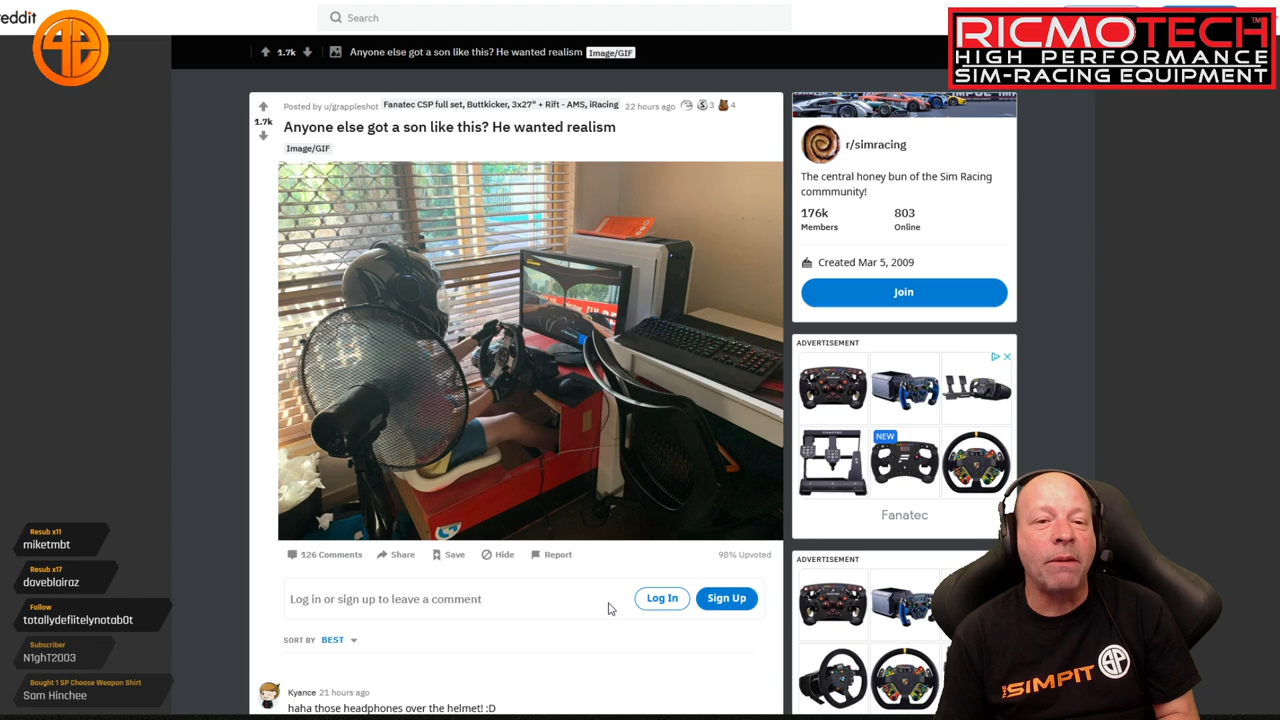 reddit
Search
RICMOTECH™
HIGH PERFORMANCE
SIM-RACING EQUIPMENT
1.7k
Anyone else got a son like this? He wanted realism Image/GIF
Posted by u/grappleshot Fanatec CSP full set, Buttkicker, 3x27" + Rift - AMS, iRacing 22 hours ago 3 4
1.7k
Anyone else got a son like this? He wanted realism
Image/GIF
126 Comments Share Save Hide Report 98% Upvoted
Log in or sign up to leave a comment Log In Sign Up
SORT BY BEST
Kyance 21 hours ago
haha those headphones over the helmet! :D
r/simracing
The central honey bun of the Sim Racing
commmunity!
176k 803
Members Online
Created Mar 5, 2009
Join
ADVERTISEMENT
NEW
Fanatec
ADVERTISEMENT
Resub x11
miketmbt
Resub x17
daveblairaz
Follow
totallydefiitelynotab0t
Subscriber
N1ghT2003
Bought 1 SP Choose Weapon Shirt
Sam Hinchee
THE SIMPIT